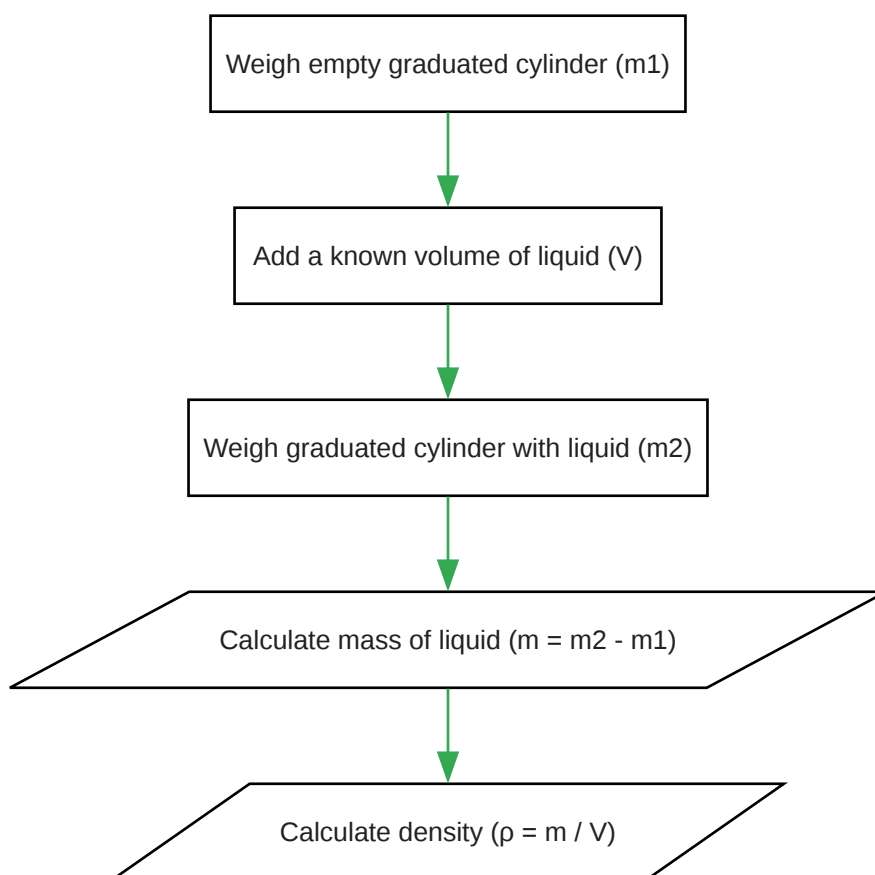 Weigh empty graduated cylinder (m1)
Add a known volume of liquid (V)
Weigh graduated cylinder with liquid (m2)
Calculate mass of liquid (m = m2 - m1)
Calculate density (ρ = m / V)